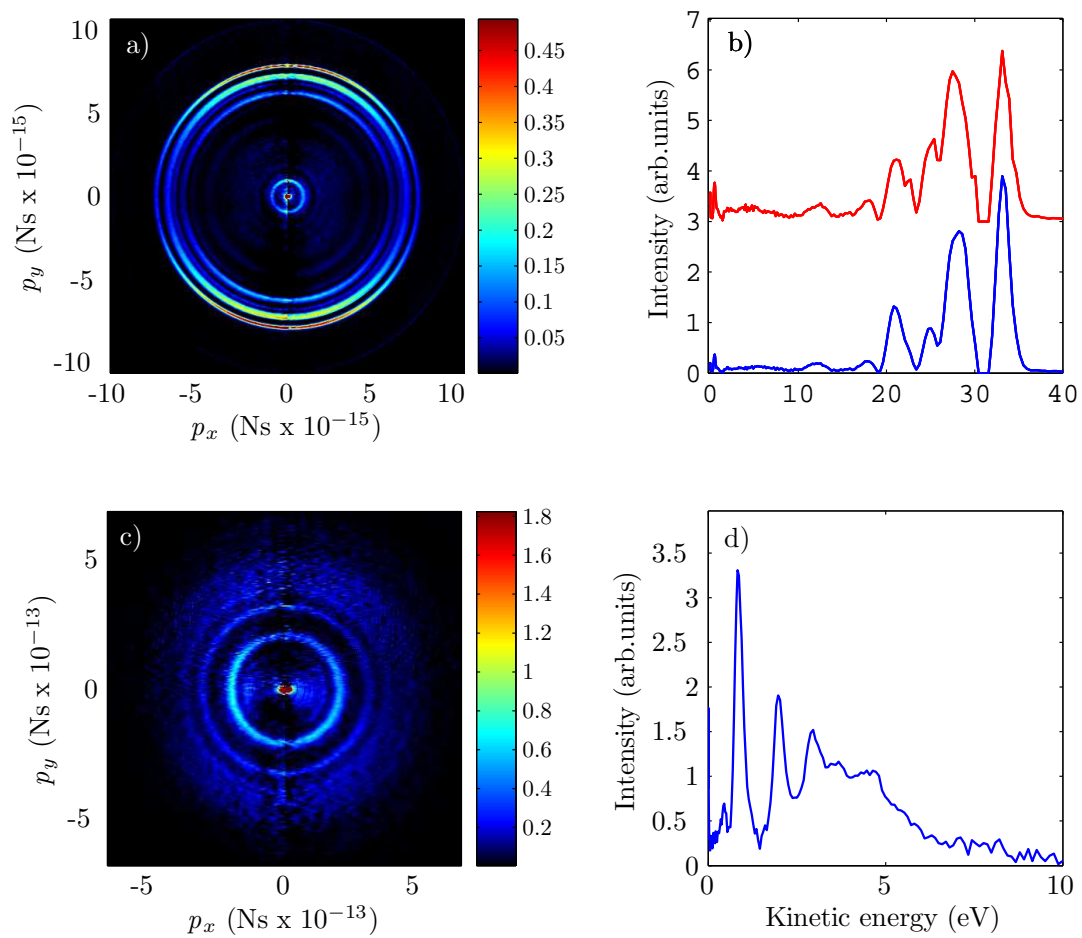 a)
10
5
0
-5
-10
p_y (Ns x 10^{-15})
-10 -5 0 5 10
p_x (Ns x 10^{-15})
0.45
0.4
0.35
0.3
0.25
0.2
0.15
0.1
0.05
b)
7
6
5
4
3
2
1
0
Intensity (arb.units)
0 10 20 30 40
c)
5
0
-5
p_y (Ns x 10^{-13})
-5 0 5
p_x (Ns x 10^{-13})
1.8
1.6
1.4
1.2
1
0.8
0.6
0.4
0.2
d)
3.5
3
2.5
2
1.5
1
0.5
0
Intensity (arb.units)
0 5 10
Kinetic energy (eV)